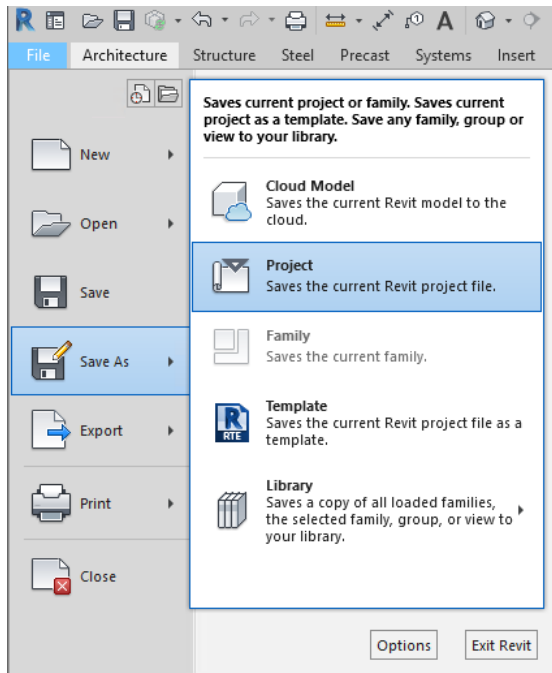 R
A
File Architecture Structure Steel Precast Systems Insert
Saves current project or family. Saves current
project as a template. Save any family, group or
view to your library.
New
Open
Save
Save As
Export
Print
Close
Cloud Model
Saves the current Revit model to the
cloud.
Project
Saves the current Revit project file.
Family
Saves the current family.
R
RTE
Template
Saves the current Revit project file as a
template.
Library
Saves a copy of all loaded families,
the selected family, group, or view to
your library.
Options Exit Revit